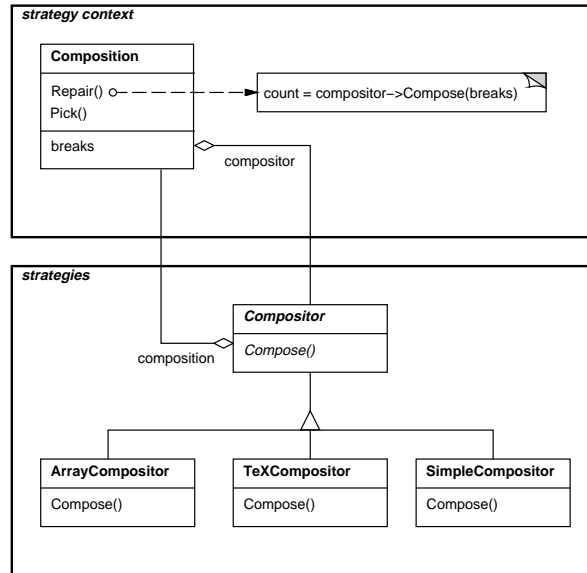 strategy context
Composition
Repair()
count = compositor->Compose(breaks)
Pick()
breaks
compositor
strategies
Compositor
Compose()
composition
ArrayCompositor
Compose()
TeXCompositor
Compose()
SimpleCompositor
Compose()